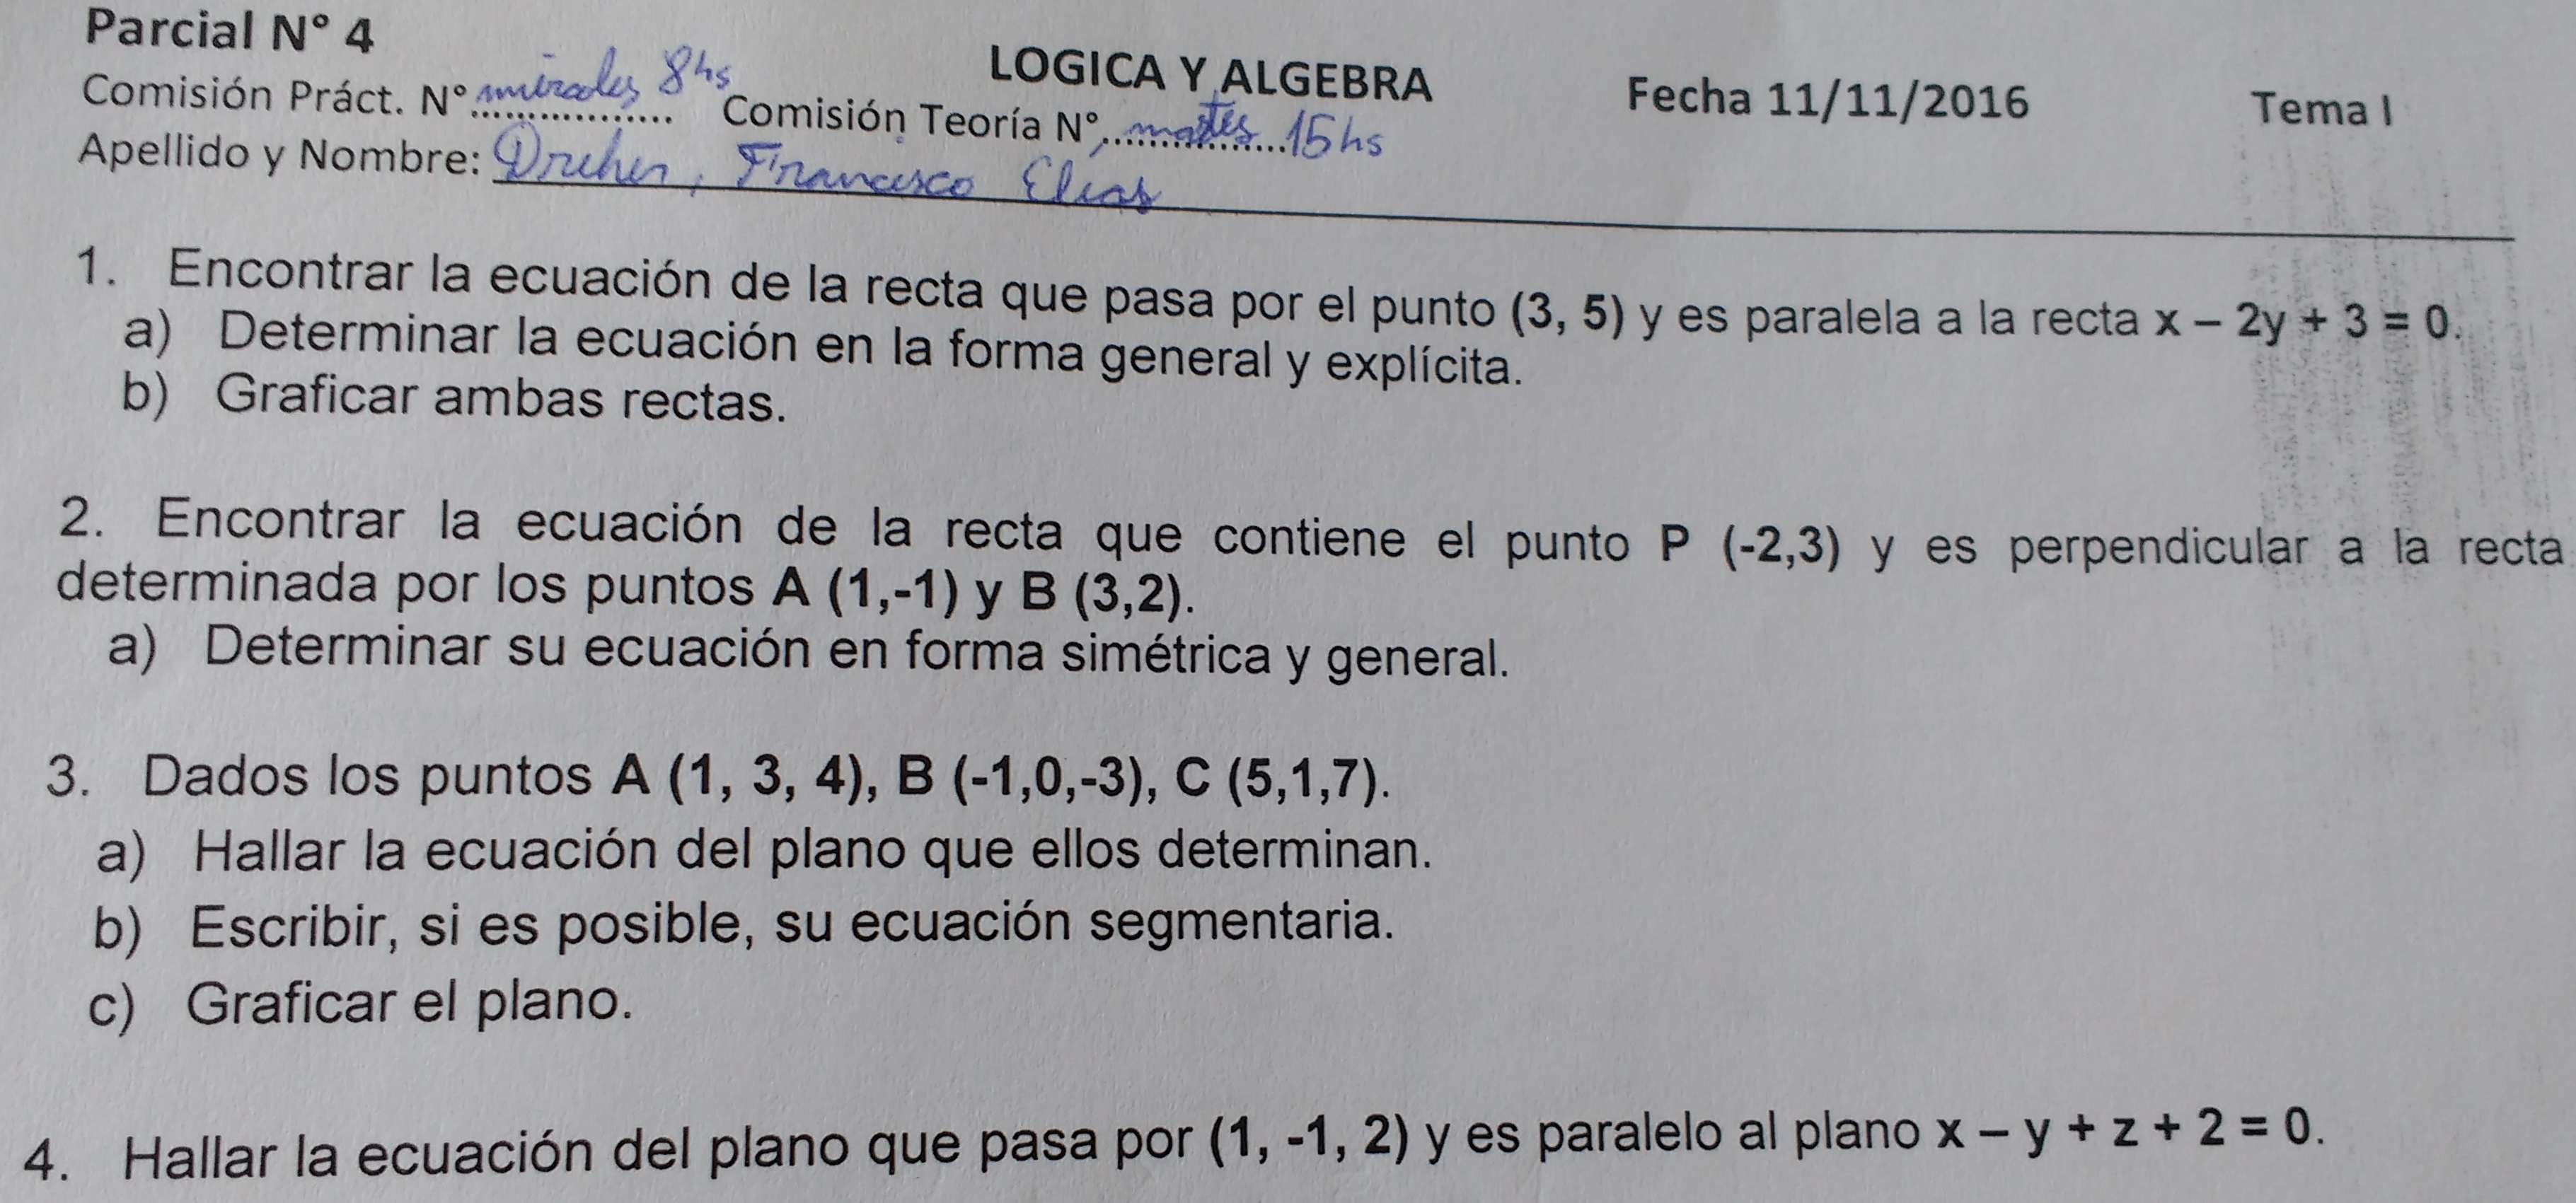 Parcial N° 4
LOGICA Y ALGEBRA
Comisión Práct. N° miércoles 8hs Comisión Teoría N° martes 15hs Fecha 11/11/2016 Tema I
Apellido y Nombre: Dreher, Francisco Elias
1. Encontrar la ecuación de la recta que pasa por el punto (3, 5) y es paralela a la recta x – 2y + 3 = 0.
a) Determinar la ecuación en la forma general y explícita.
b) Graficar ambas rectas.
2. Encontrar la ecuación de la recta que contiene el punto P (-2,3) y es perpendicular a la recta
determinada por los puntos A (1,-1) y B (3,2).
a) Determinar su ecuación en forma simétrica y general.
3. Dados los puntos A (1, 3, 4), B (-1,0,-3), C (5,1,7).
a) Hallar la ecuación del plano que ellos determinan.
b) Escribir, si es posible, su ecuación segmentaria.
c) Graficar el plano.
4. Hallar la ecuación del plano que pasa por (1, -1, 2) y es paralelo al plano x – y + z + 2 = 0.